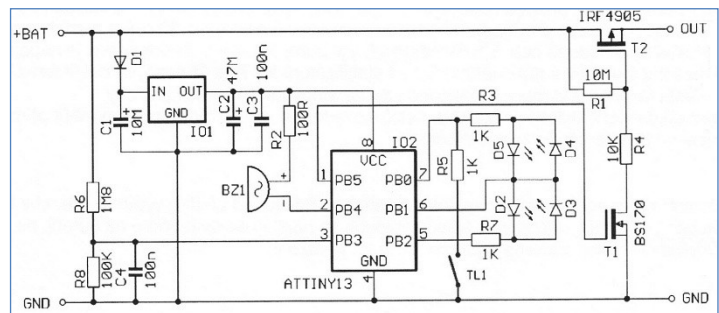 IRF4905
+BAT
OUT
D1
T2
IN OUT
GND
IO1
C1
10M
C2
47M
C3
100n
R2
100R
R1
10M
R3
1K
R4
10K
R5
1K
IO2
8
VCC
D5
D4
BZ1
+
-
1
PB5
PB0
7
2
PB4
PB1
6
3
PB3
PB2
5
GND
4
ATTINY13
D2
D3
R7
1K
TL1
T1
BS170
R6
1M8
R8
100K
C4
100n
GND
GND